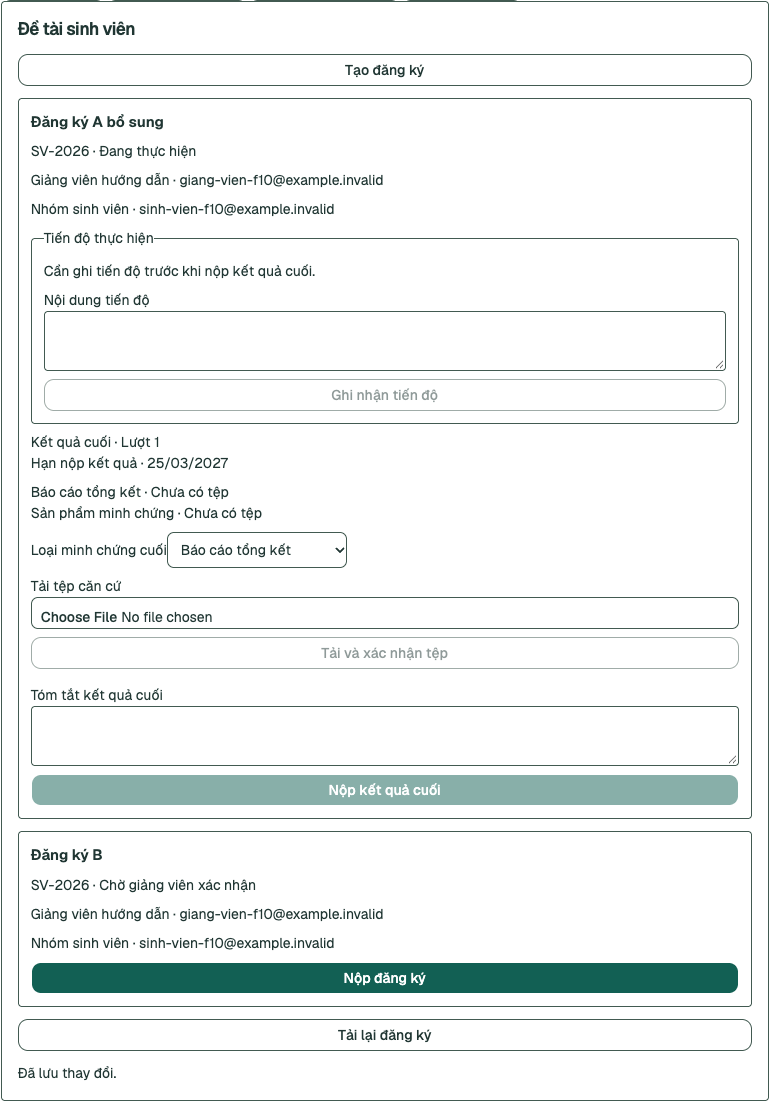 Đề tài sinh viên
Tạo đăng ký
Đăng ký A bổ sung
SV-2026 · Đang thực hiện
Giảng viên hướng dẫn · giang-vien-f10@example.invalid
Nhóm sinh viên · sinh-vien-f10@example.invalid
Tiến độ thực hiện
Cần ghi tiến độ trước khi nộp kết quả cuối.
Nội dung tiến độ
Ghi nhận tiến độ
Kết quả cuối · Lượt 1
Hạn nộp kết quả · 25/03/2027
Báo cáo tổng kết · Chưa có tệp
Sản phẩm minh chứng · Chưa có tệp
Loại minh chứng cuối Báo cáo tổng kết
Tải tệp căn cứ
Choose File No file chosen
Tải và xác nhận tệp
Tóm tắt kết quả cuối
Nộp kết quả cuối
Đăng ký B
SV-2026 · Chờ giảng viên xác nhận
Giảng viên hướng dẫn · giang-vien-f10@example.invalid
Nhóm sinh viên · sinh-vien-f10@example.invalid
Nộp đăng ký
Tải lại đăng ký
Đã lưu thay đổi.